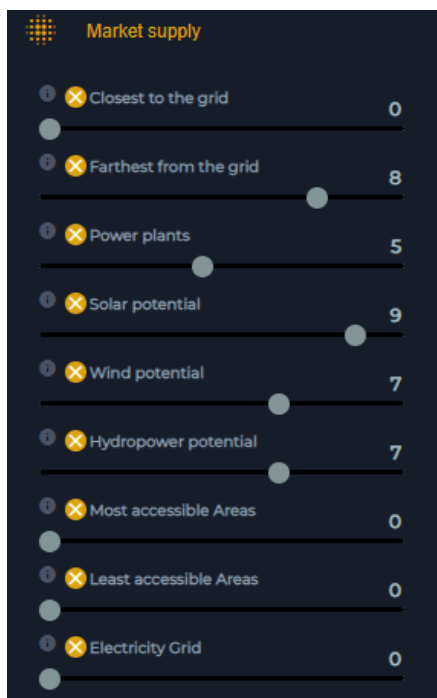 Market supply
Closest to the grid
0
Farthest from the grid
8
Power plants
5
Solar potential
9
Wind potential
7
Hydropower potential
7
Most accessible Areas
0
Least accessible Areas
0
Electricity Grid
0